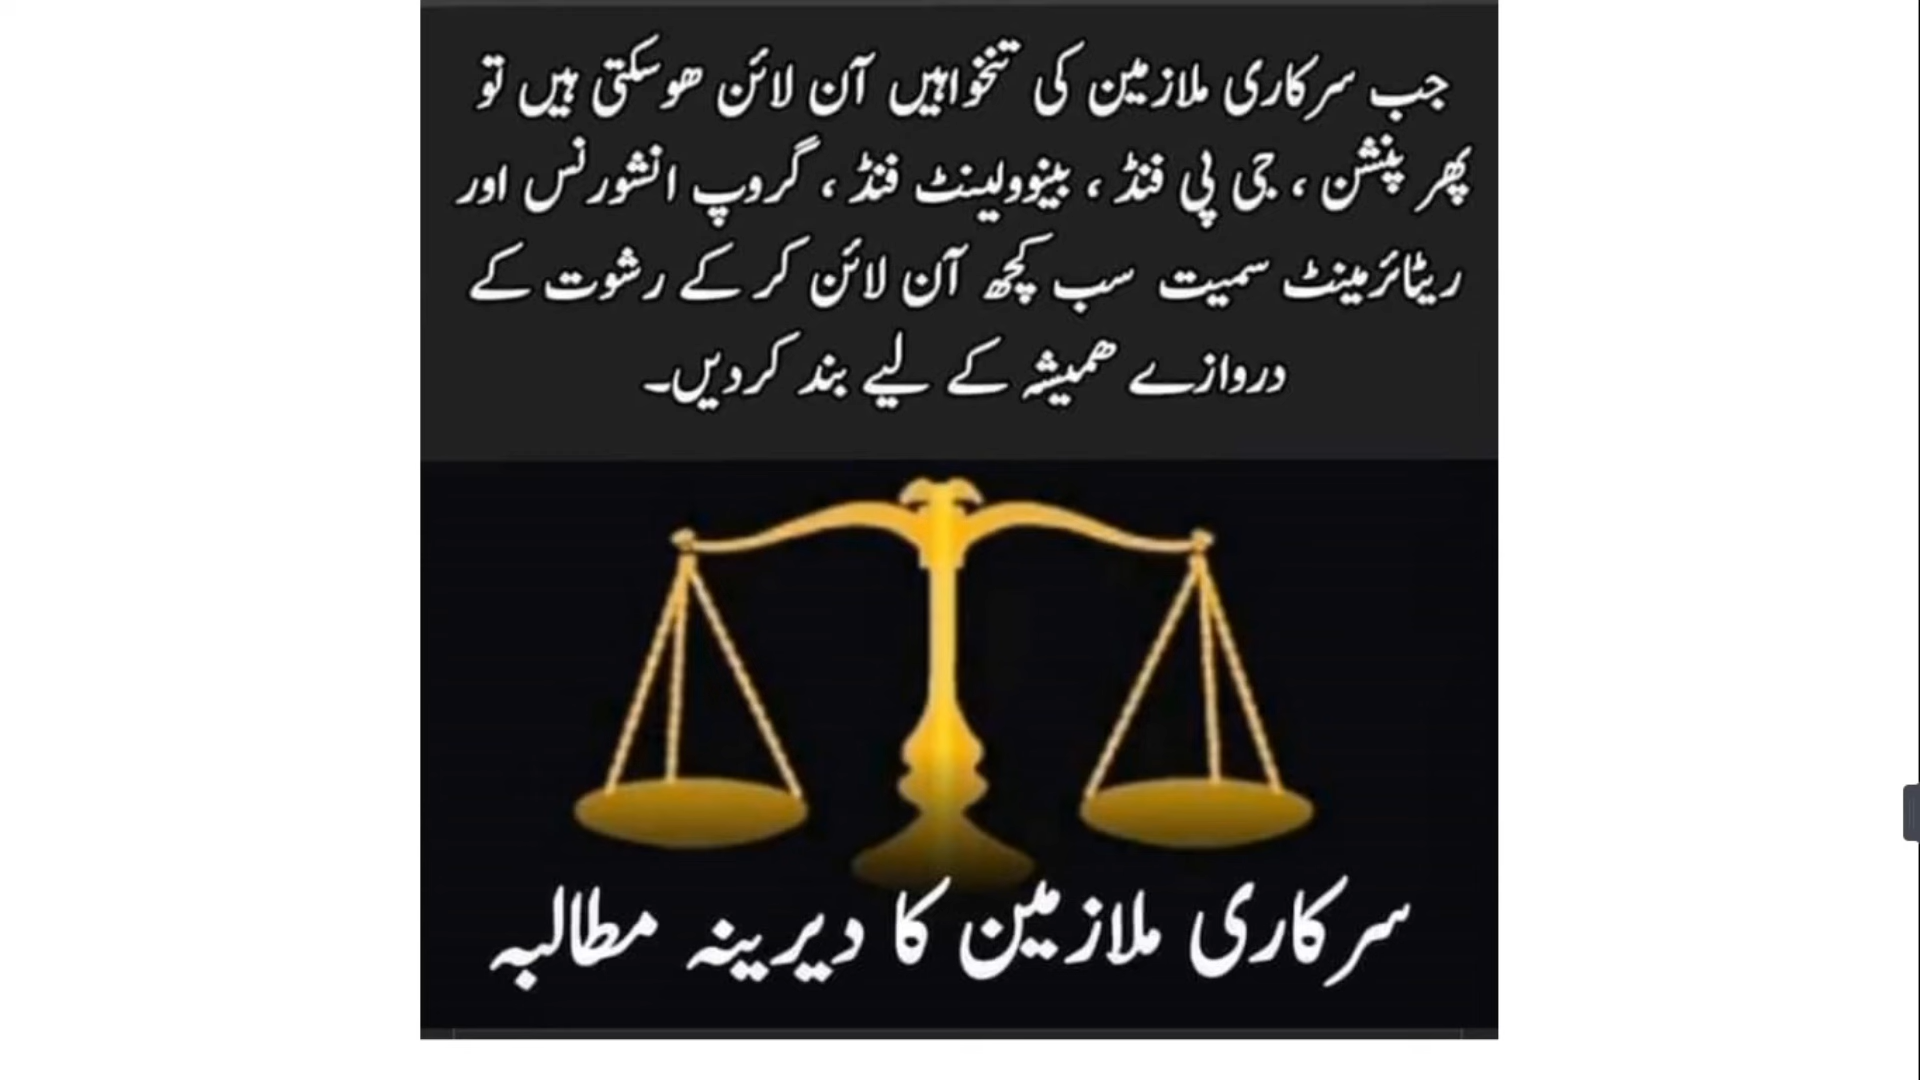 جب سرکاری ملازمین کی تنخواہیں آن لائن ھوسکتی ہیں تو
پھر پنشن ، جی پی فنڈ ، بینوولینٹ فنڈ ، گروپ انشورنس اور
ریٹائرمینٹ سمیت سب کچھ آن لائن کر کے رشوت کے
دروازے ھمیشہ کے لیے بند کردیں۔
سرکاری ملازمین کا دیرینہ مطالبہ